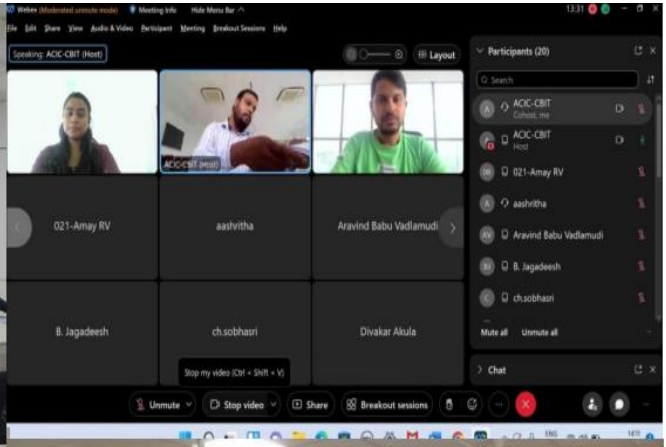 Webex (Moderated unmute mode) Meeting Info Hide Menu Bar 13:31
File Edit Share View Audio & Video Participant Meeting Breakout Sessions Help
Speaking: ACIC-CBIT (Host)
Layout
ACIC-CBIT (Host)
021-Amay RV
aashritha
Aravind Babu Vadlamudi
B. Jagadeesh
ch.sobhasri
Divakar Akula
Stop my video (Ctrl + Shift + V)
Participants (20)
Search
A ACIC-CBIT
Cohost, me
ACIC-CBIT
Host
021-Amay RV
A aashritha
AV Aravind Babu Vadlamudi
B. Jagadeesh
C ch.sobhasri
Mute all Unmute all
Chat
Unmute Stop video Share Breakout sessions
ENG